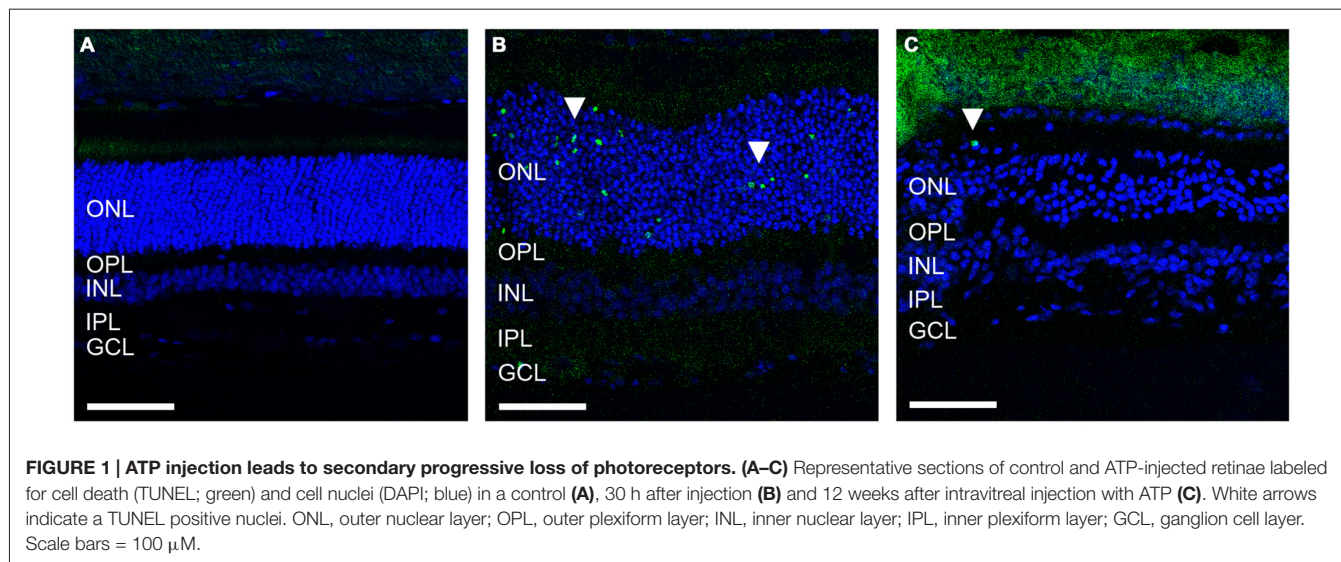 A
ONL
OPL
INL
IPL
GCL
B
ONL
OPL
INL
IPL
GCL
C
ONL
OPL
INL
IPL
GCL
FIGURE 1 | ATP injection leads to secondary progressive loss of photoreceptors. (A–C) Representative sections of control and ATP-injected retinae labeled
for cell death (TUNEL; green) and cell nuclei (DAPI; blue) in a control (A), 30 h after injection (B) and 12 weeks after intravitreal injection with ATP (C). White arrows
indicate a TUNEL positive nuclei. ONL, outer nuclear layer; OPL, outer plexiform layer; INL, inner nuclear layer; IPL, inner plexiform layer; GCL, ganglion cell layer.
Scale bars = 100 μM.